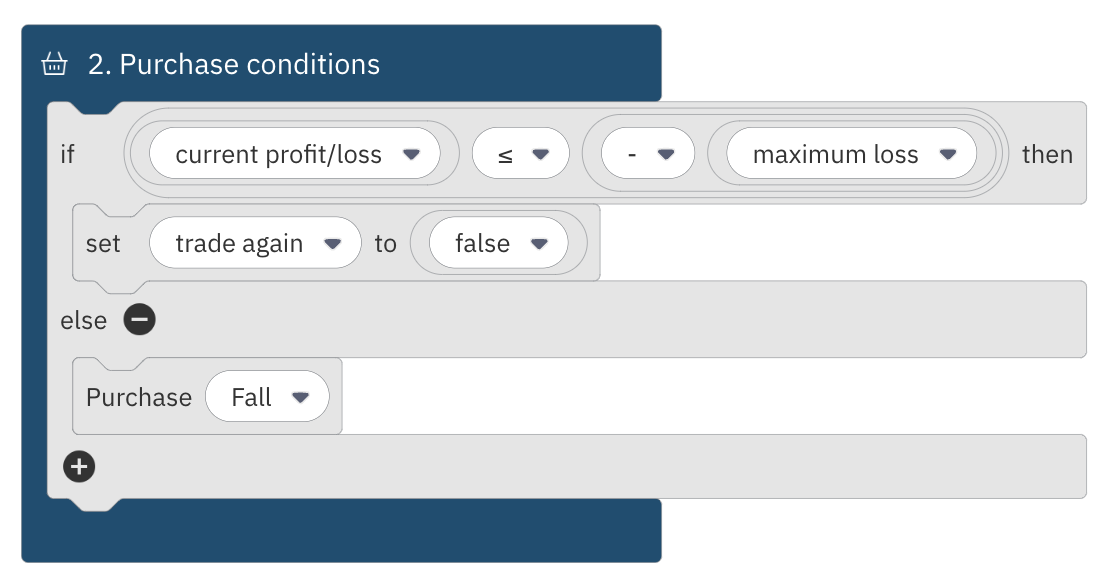 2. Purchase conditions
if current profit/loss ≤ - maximum loss then
set trade again to false
else
Purchase Fall